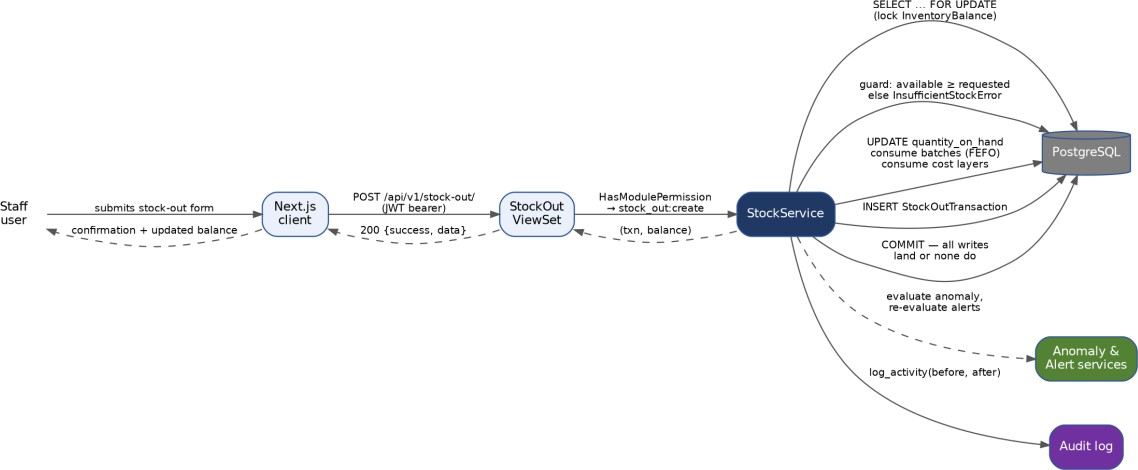 SELECT ... FOR UPDATE
(lock InventoryBalance)
guard: available ≥ requested
else InsufficientStockError
UPDATE quantity_on_hand
consume batches (FEFO)
consume cost layers
PostgreSQL
Staff
user
submits stock-out form
confirmation + updated balance
Next.js
client
POST /api/v1/stock-out/
(JWT bearer)
200 {success, data}
StockOut
ViewSet
HasModulePermission
→ stock_out:create
(txn, balance)
StockService
INSERT StockOutTransaction
COMMIT — all writes
land or none do
evaluate anomaly,
re-evaluate alerts
Anomaly &
Alert services
log_activity(before, after)
Audit log